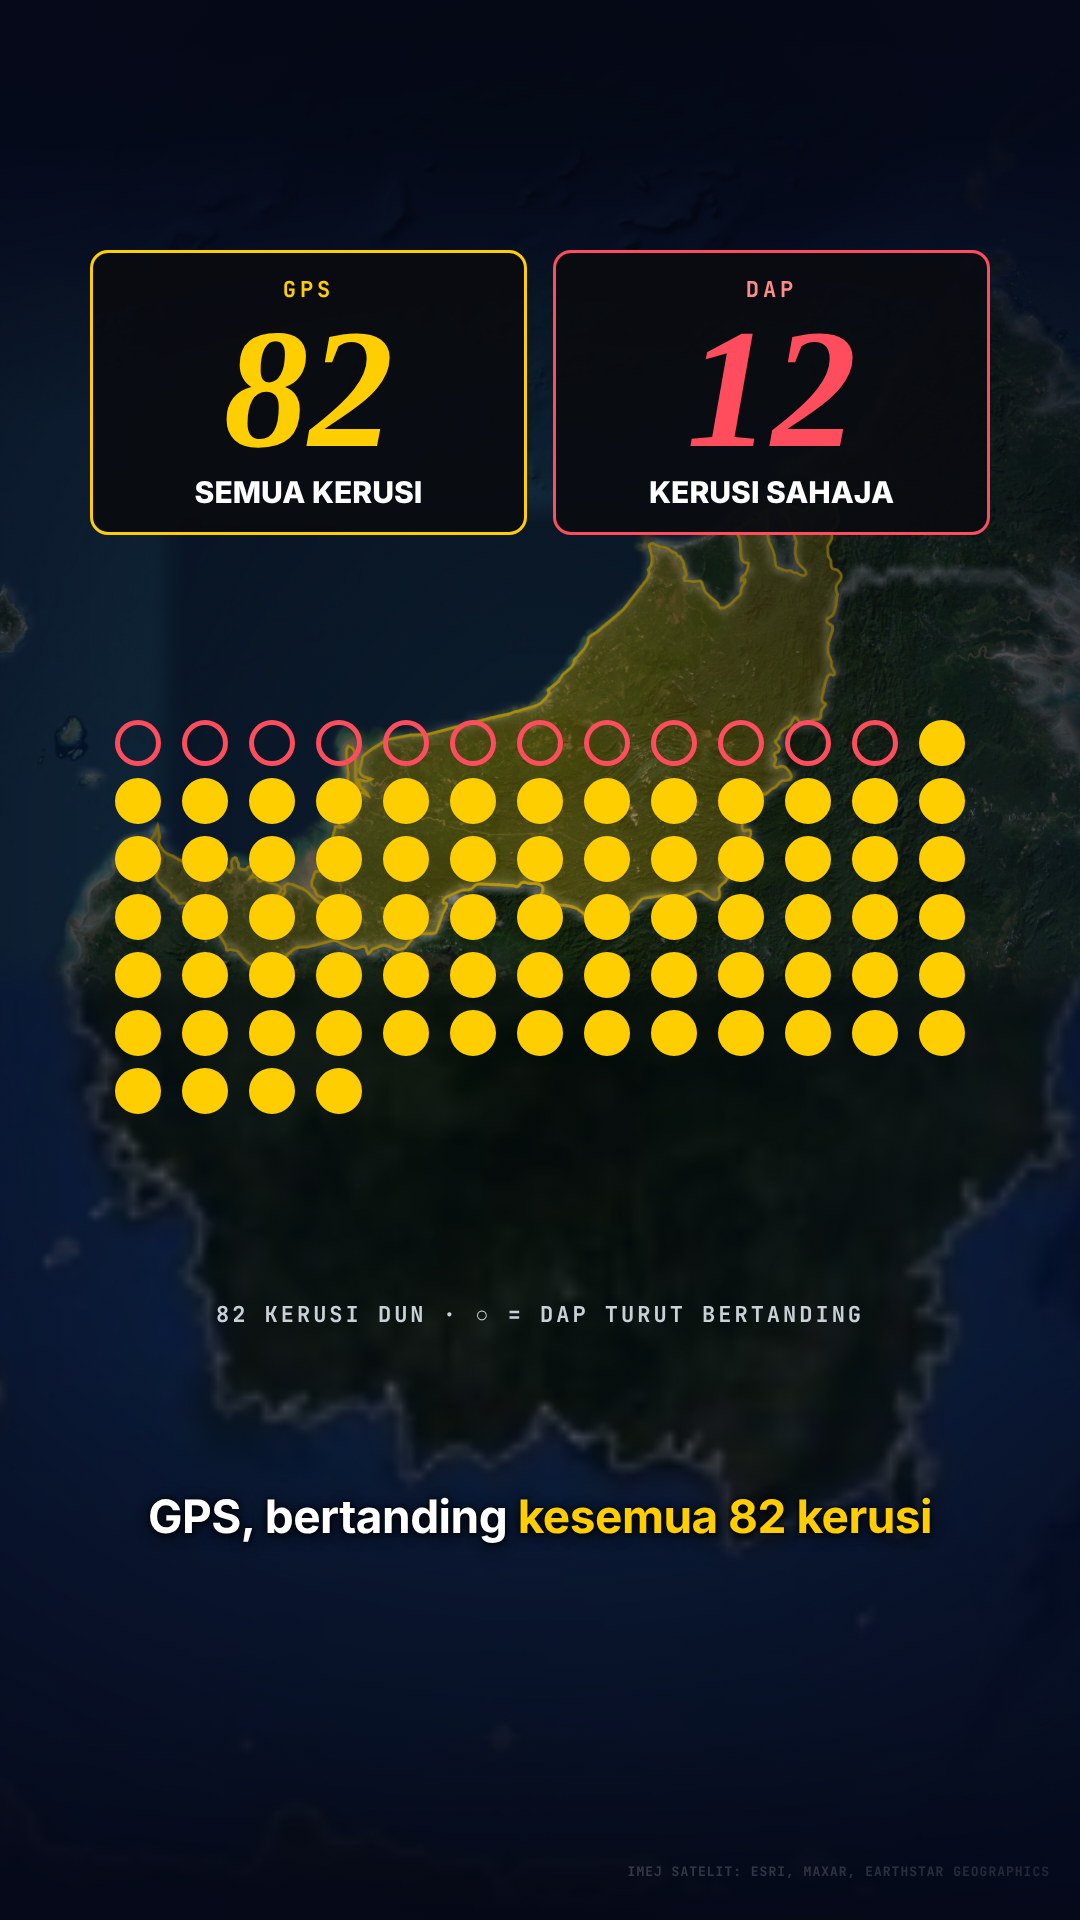 GPS
82
SEMUA KERUSI
DAP
12
KERUSI SAHAJA
82 KERUSI DUN · ○ = DAP TURUT BERTANDING
GPS, bertanding kesemua 82 kerusi
IMEJ SATELIT: ESRI, MAXAR, EARTHSTAR GEOGRAPHICS